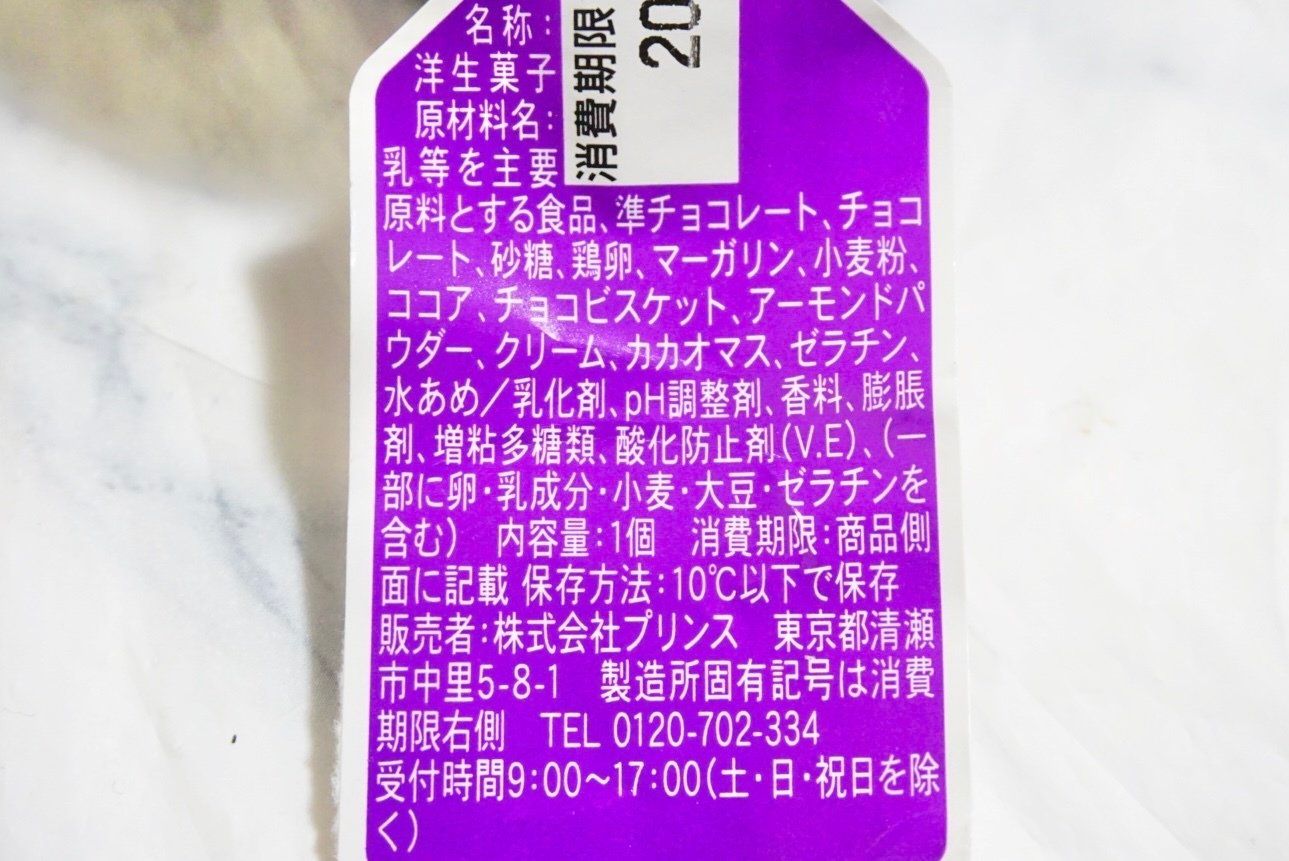 名称：
洋生菓子
原材料名：
乳等を主要
原料とする食品、準チョコレート、チョコ
レート、砂糖、鶏卵、マーガリン、小麦粉、
ココア、チョコビスケット、アーモンドパ
ウダー、クリーム、カカオマス、ゼラチン、
水あめ／乳化剤、pH調整剤、香料、膨脹
剤、増粘多糖類、酸化防止剤(V.E)、(一
部に卵・乳成分・小麦・大豆・ゼラチンを
含む)　内容量：1個　消費期限：商品側
面に記載 保存方法：10℃以下で保存
販売者：株式会社プリンス　東京都清瀬
市中里5-8-1　製造所固有記号は消費
期限右側　TEL 0120-702-334
受付時間9：00～17：00(土・日・祝日を除
く)
消費期限
20